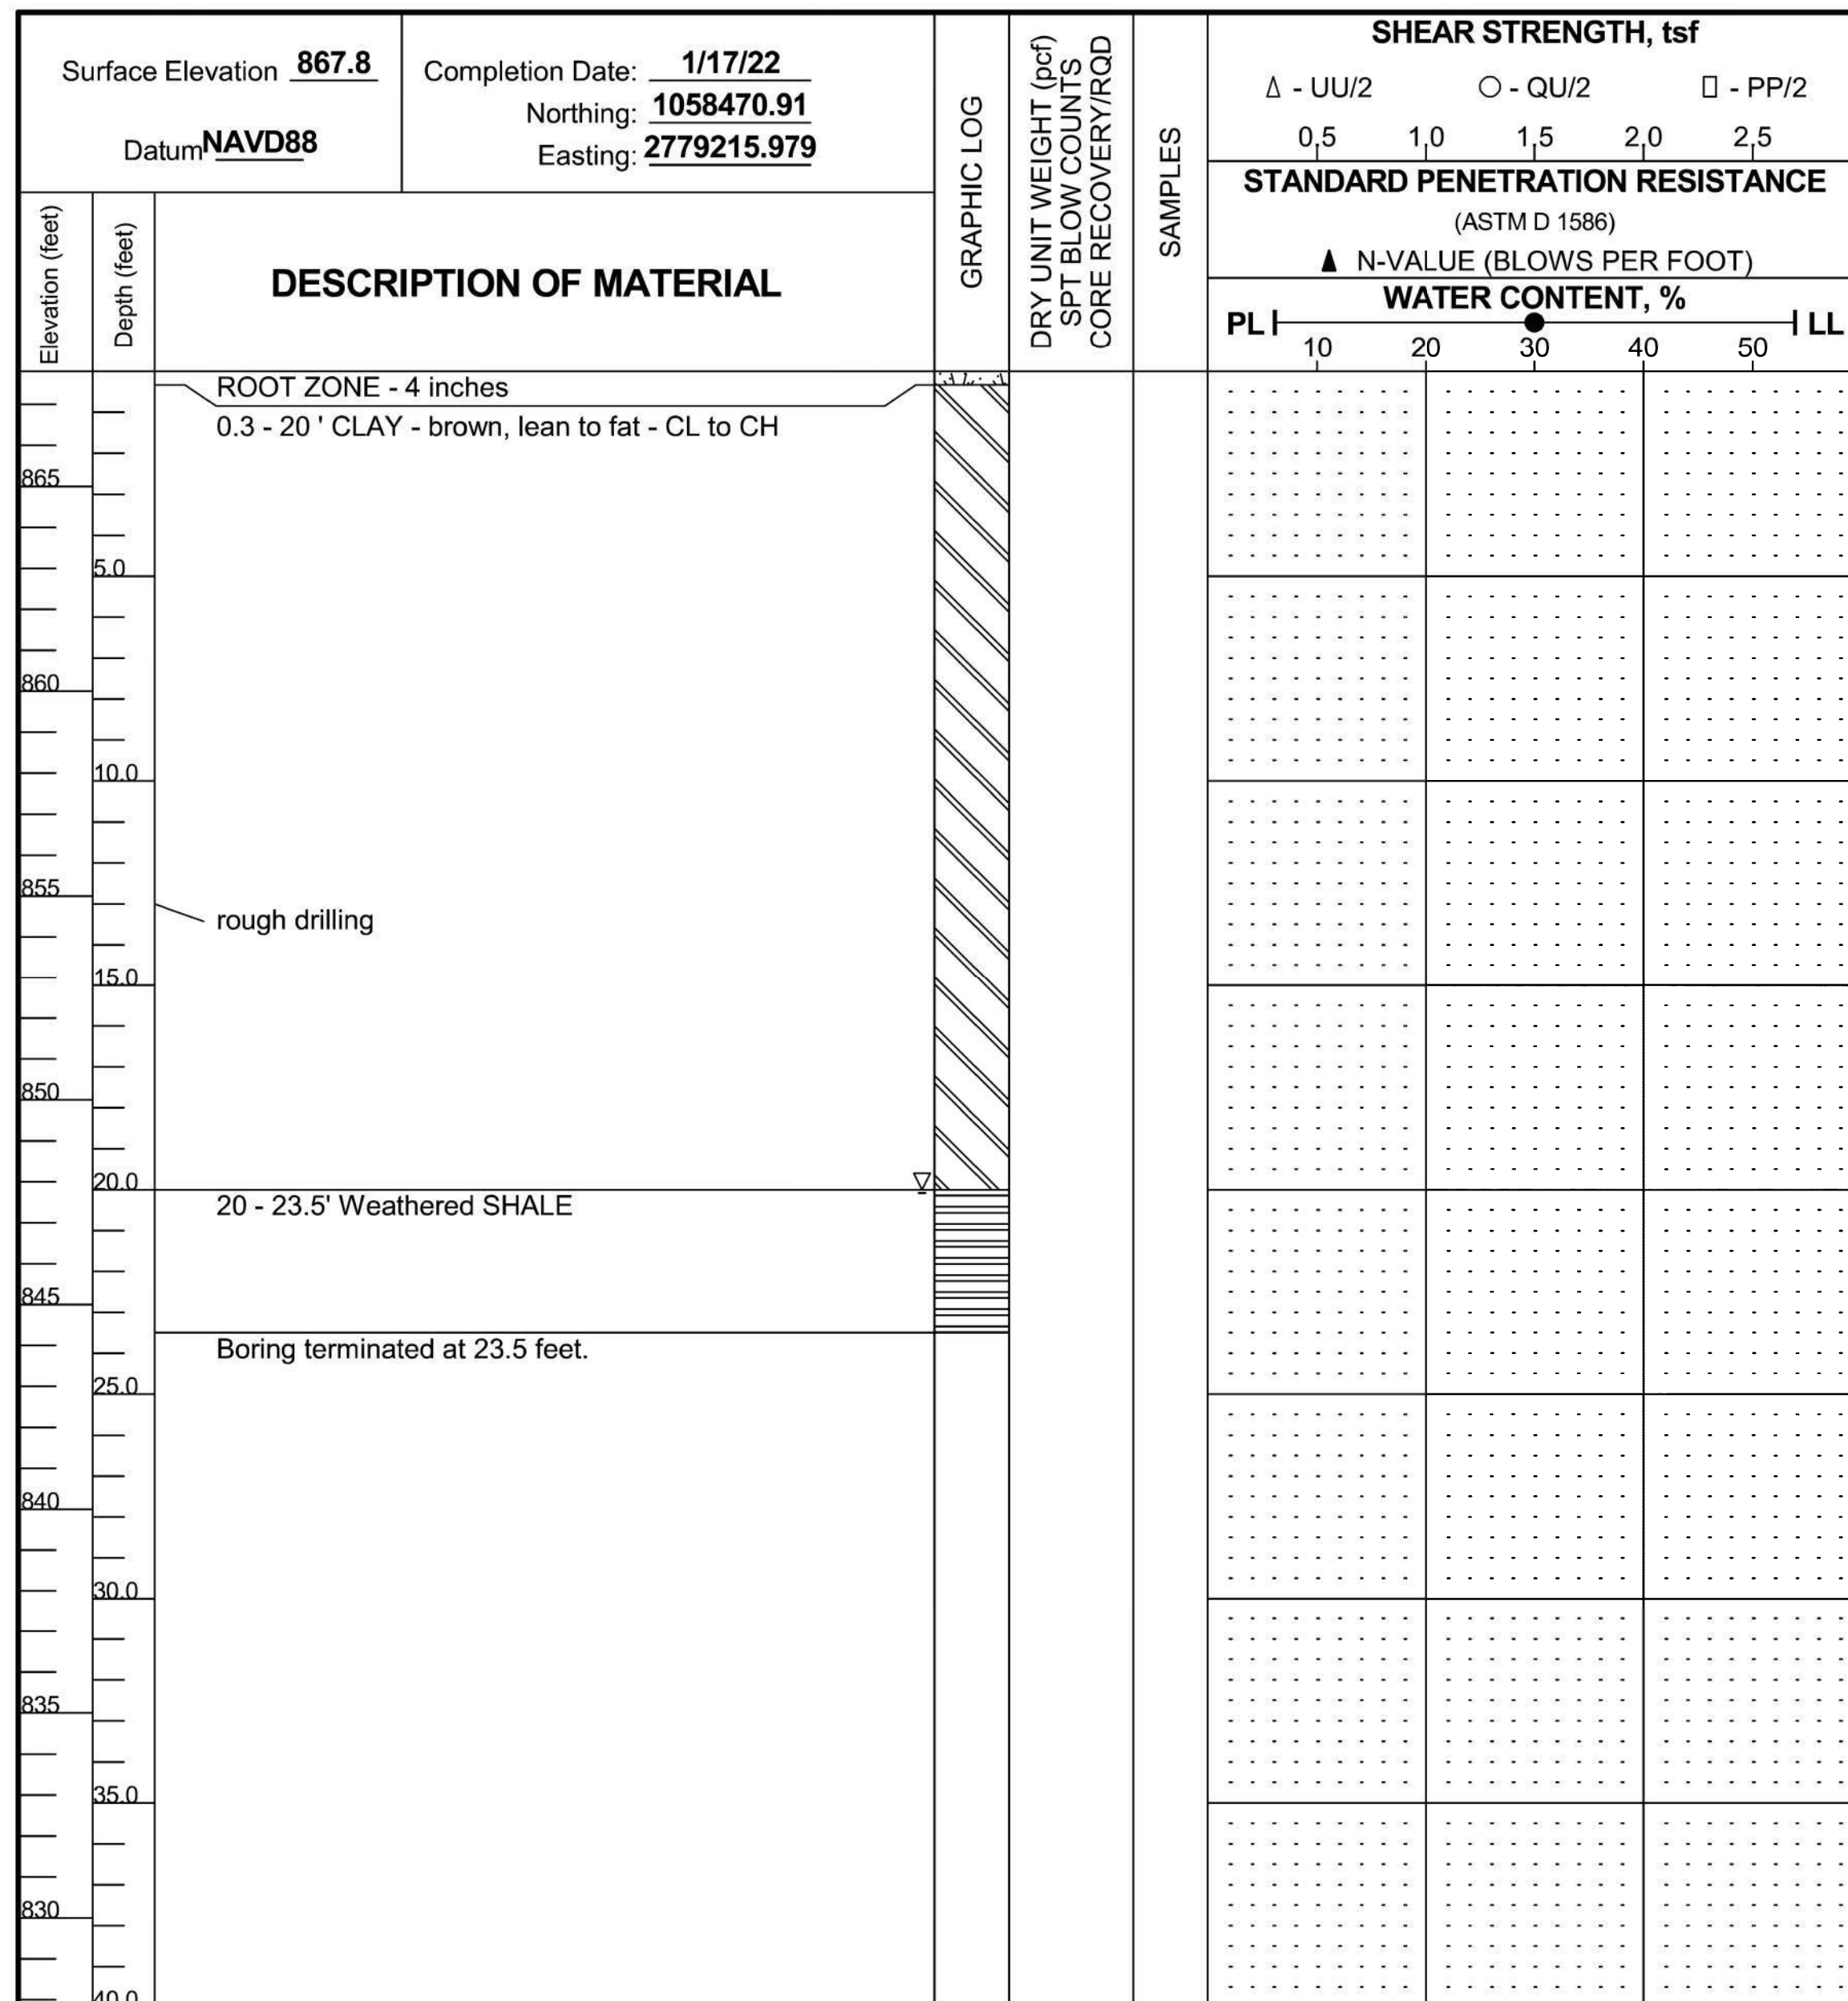 Surface Elevation 867.8
Datum NAVD88
Completion Date: 1/17/22
Northing: 1058470.91
Easting: 2779215.979
GRAPHIC LOG
DRY UNIT WEIGHT (pcf)
SPT BLOW COUNTS
CORE RECOVERY/RQD
SAMPLES
SHEAR STRENGTH, tsf
Δ - UU/2 ○ - QU/2 □ - PP/2
0.5 1.0 1.5 2.0 2.5
STANDARD PENETRATION RESISTANCE
(ASTM D 1586)
▲ N-VALUE (BLOWS PER FOOT)
WATER CONTENT, %
PL LL
10 20 30 40 50
Elevation (feet)
Depth (feet)
DESCRIPTION OF MATERIAL
ROOT ZONE - 4 inches
0.3 - 20 ' CLAY - brown, lean to fat - CL to CH
865
5.0
860
10.0
855
rough drilling
15.0
850
20.0
20 - 23.5' Weathered SHALE
845
Boring terminated at 23.5 feet.
25.0
840
30.0
835
35.0
830
40.0